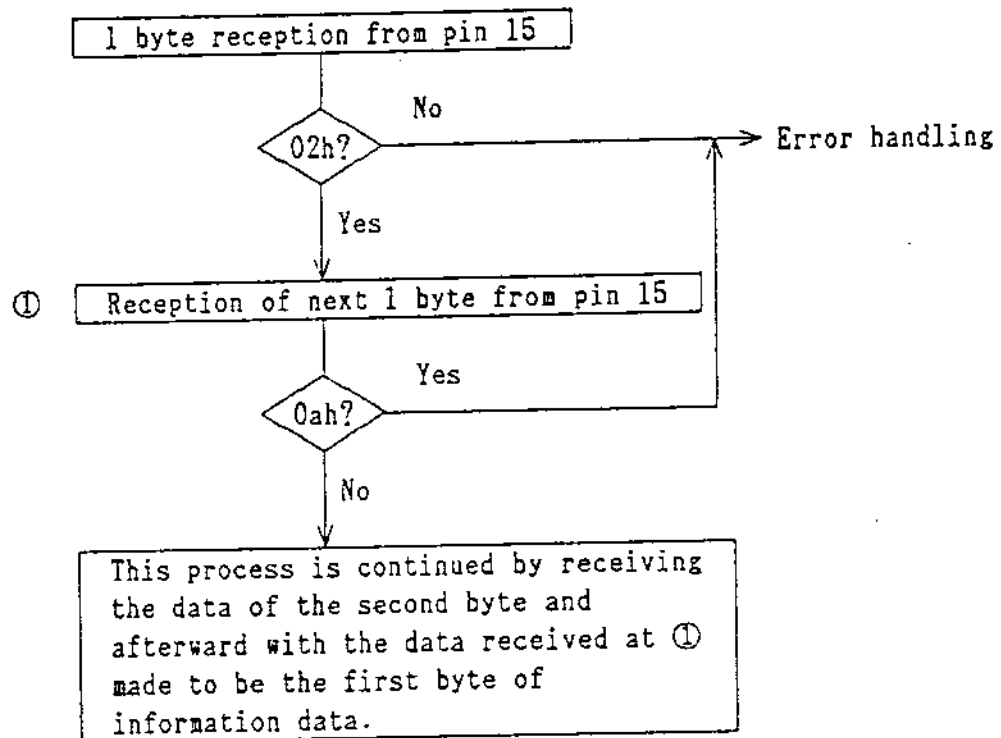 1 byte reception from pin 15
No
02h?
Error handling
Yes
① Reception of next 1 byte from pin 15
Yes
0ah?
No
This process is continued by receiving
the data of the second byte and
afterward with the data received at ①
made to be the first byte of
information data.